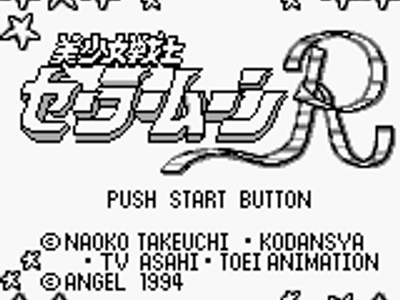 美少女戦士
セーラームーンR
PUSH START BUTTON
©NAOKO TAKEUCHI・KODANSYA
・TV ASAHI・TOEI ANIMATION
©ANGEL 1994